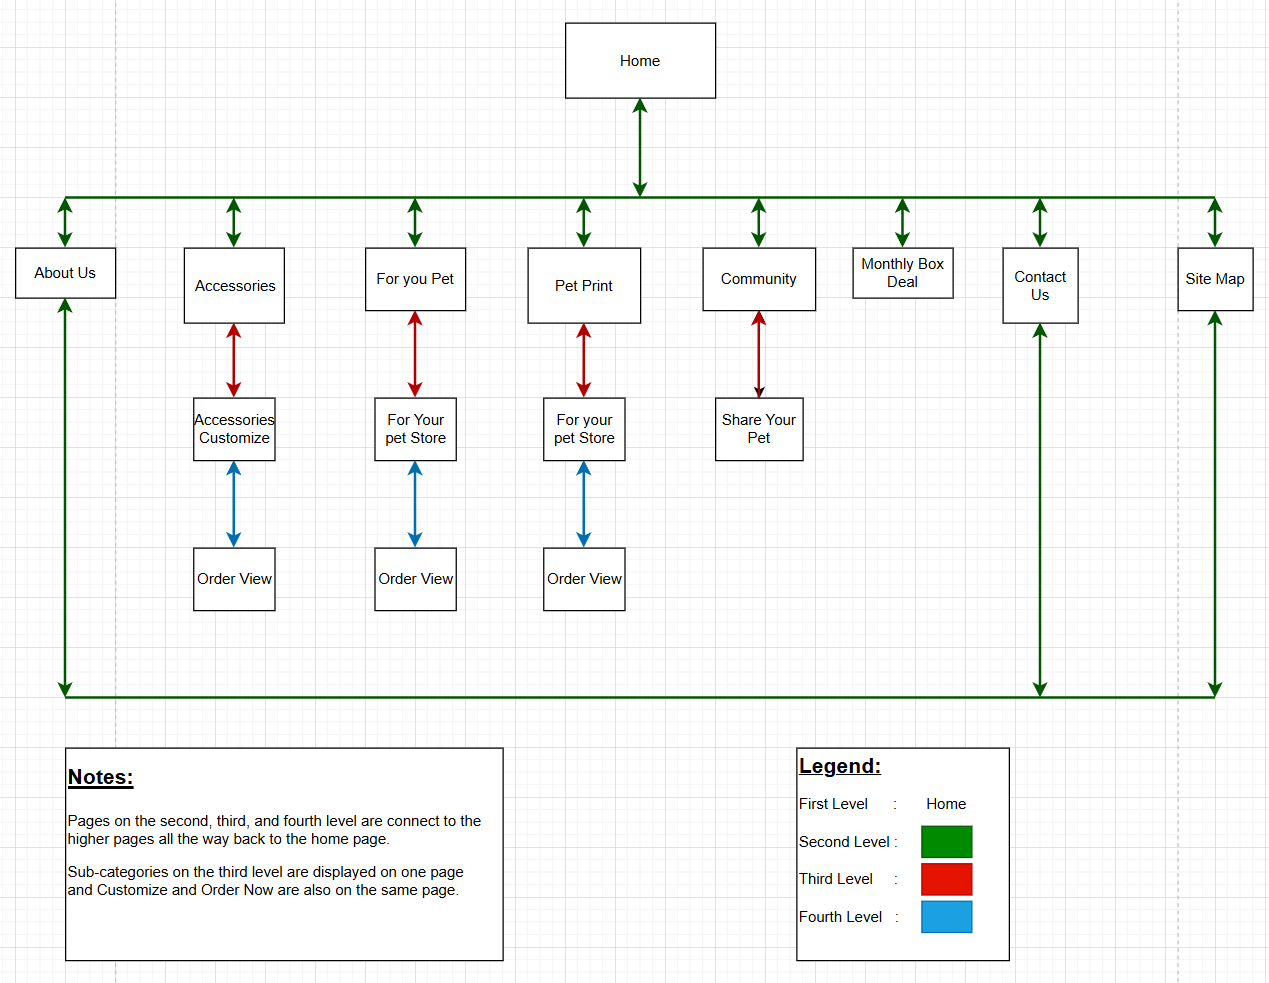 Home
About Us
Accessories
For you Pet
Pet Print
Community
Monthly Box
Deal
Contact
Us
Site Map
Accessories
Customize
For Your
pet Store
For your
pet Store
Share Your
Pet
Order View
Order View
Order View
Notes:
Pages on the second, third, and fourth level are connect to the
higher pages all the way back to the home page.
Sub-categories on the third level are displayed on one page
and Customize and Order Now are also on the same page.
Legend:
First Level : Home
Second Level :
Third Level :
Fourth Level :